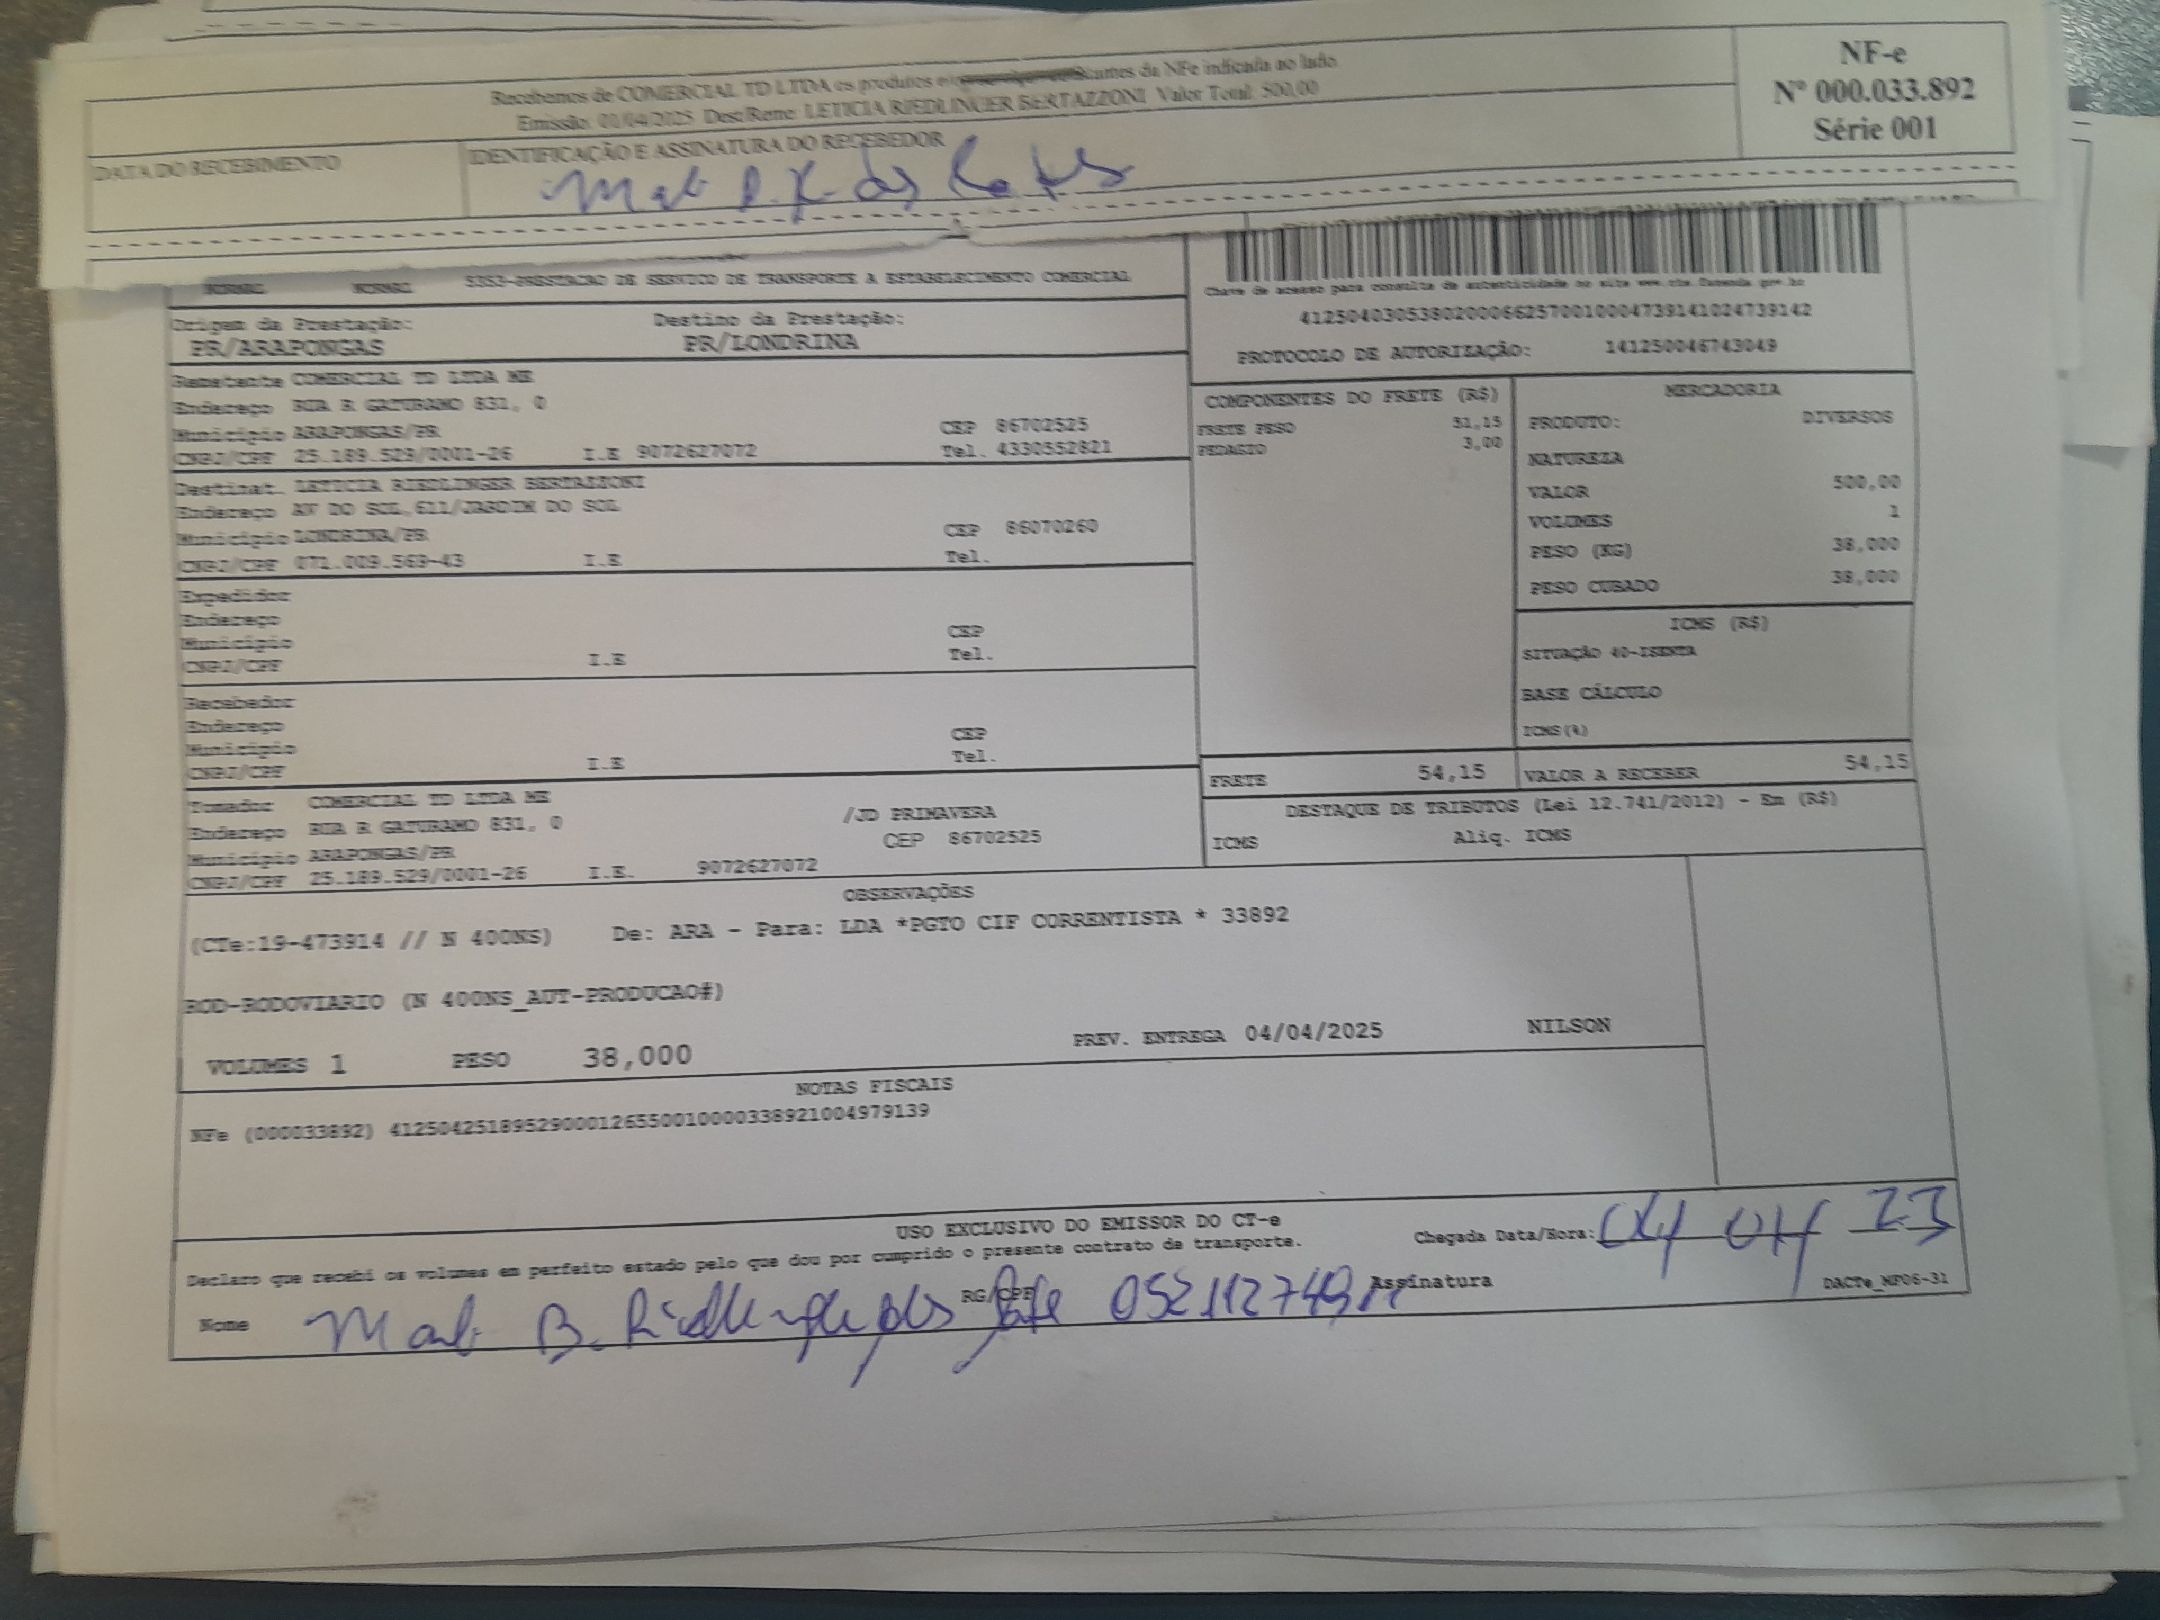 Recebemos de COMERCIAL TD LTDA os produtos constantes da NFe indicada ao lado
Emissão: 01/04/2025 Dest/Reme: LETICIA RIEDLINGER BERTAZZONI Valor Total: 500,00
NF-e
Nº 000.033.892
Série 001
DATA DO RECEBIMENTO
IDENTIFICAÇÃO E ASSINATURA DO RECEBEDOR
NORMAL NORMAL 5353-PRESTACAO DE SERVICO DE TRANSPORTE A ESTABELECIMENTO COMERCIAL
Chave de acesso para consulta de autenticidade no site www.cte.fazenda.gov.br
41250403053802000662570010004739141024739142
PROTOCOLO DE AUTORIZAÇÃO: 141250046743049
Origem da Prestação: Destino da Prestação:
PR/ARAPONGAS PR/LONDRINA
Remetente COMERCIAL TD LTDA ME
Endereço RUA R GATURAMO 831, 0
Município ARAPONGAS/PR CEP 86702525
CNPJ/CPF 25.189.529/0001-26 I.E 9072627072 Tel. 4330552821
Destinat. LETICIA RIEDLINGER BERTAZZONI
Endereço AV DO SOL,611/JARDIM DO SOL
Município LONDRINA/PR CEP 86070260
CNPJ/CPF 071.009.569-43 I.E Tel.
Expedidor
Endereço
Município CEP
CNPJ/CPF I.E Tel.
Recebedor
Endereço
Município CEP
CNPJ/CPF I.E Tel.
Tomador COMERCIAL TD LTDA ME
Endereço RUA R GATURAMO 831, 0 /JD PRIMAVERA
Município ARAPONGAS/PR CEP 86702525
CNPJ/CPF 25.189.529/0001-26 I.E. 9072627072
COMPONENTES DO FRETE (R$)
FRETE PESO 51,15
PEDAGIO 3,00
MERCADORIA
PRODUTO: DIVERSOS
NATUREZA
VALOR 500,00
VOLUMES 1
PESO (KG) 38,000
PESO CUBADO 38,000
ICMS (R$)
SITUAÇÃO 40-ISENTA
BASE CÁLCULO
ICMS(%)
FRETE 54,15 VALOR A RECEBER 54,15
DESTAQUE DE TRIBUTOS (Lei 12.741/2012) - Em (R$)
ICMS Aliq. ICMS
OBSERVAÇÕES
(CTe:19-473914 // N 400NS) De: ARA - Para: LDA *PGTO CIF CORRENTISTA * 33892
ROD-RODOVIARIO (N 400NS_AUT-PRODUCAO#)
VOLUMES 1 PESO 38,000 PREV. ENTREGA 04/04/2025 NILSON
NOTAS FISCAIS
NFe (000033892) 41250425189529000126550010000338921004979139
USO EXCLUSIVO DO EMISSOR DO CT-e
Declaro que recebi os volumes em perfeito estado pelo que dou por cumprido o presente contrato de transporte.
Chegada Data/Hora: 04 04
Nome RG/CPF Assinatura
DACTe_MP06-31